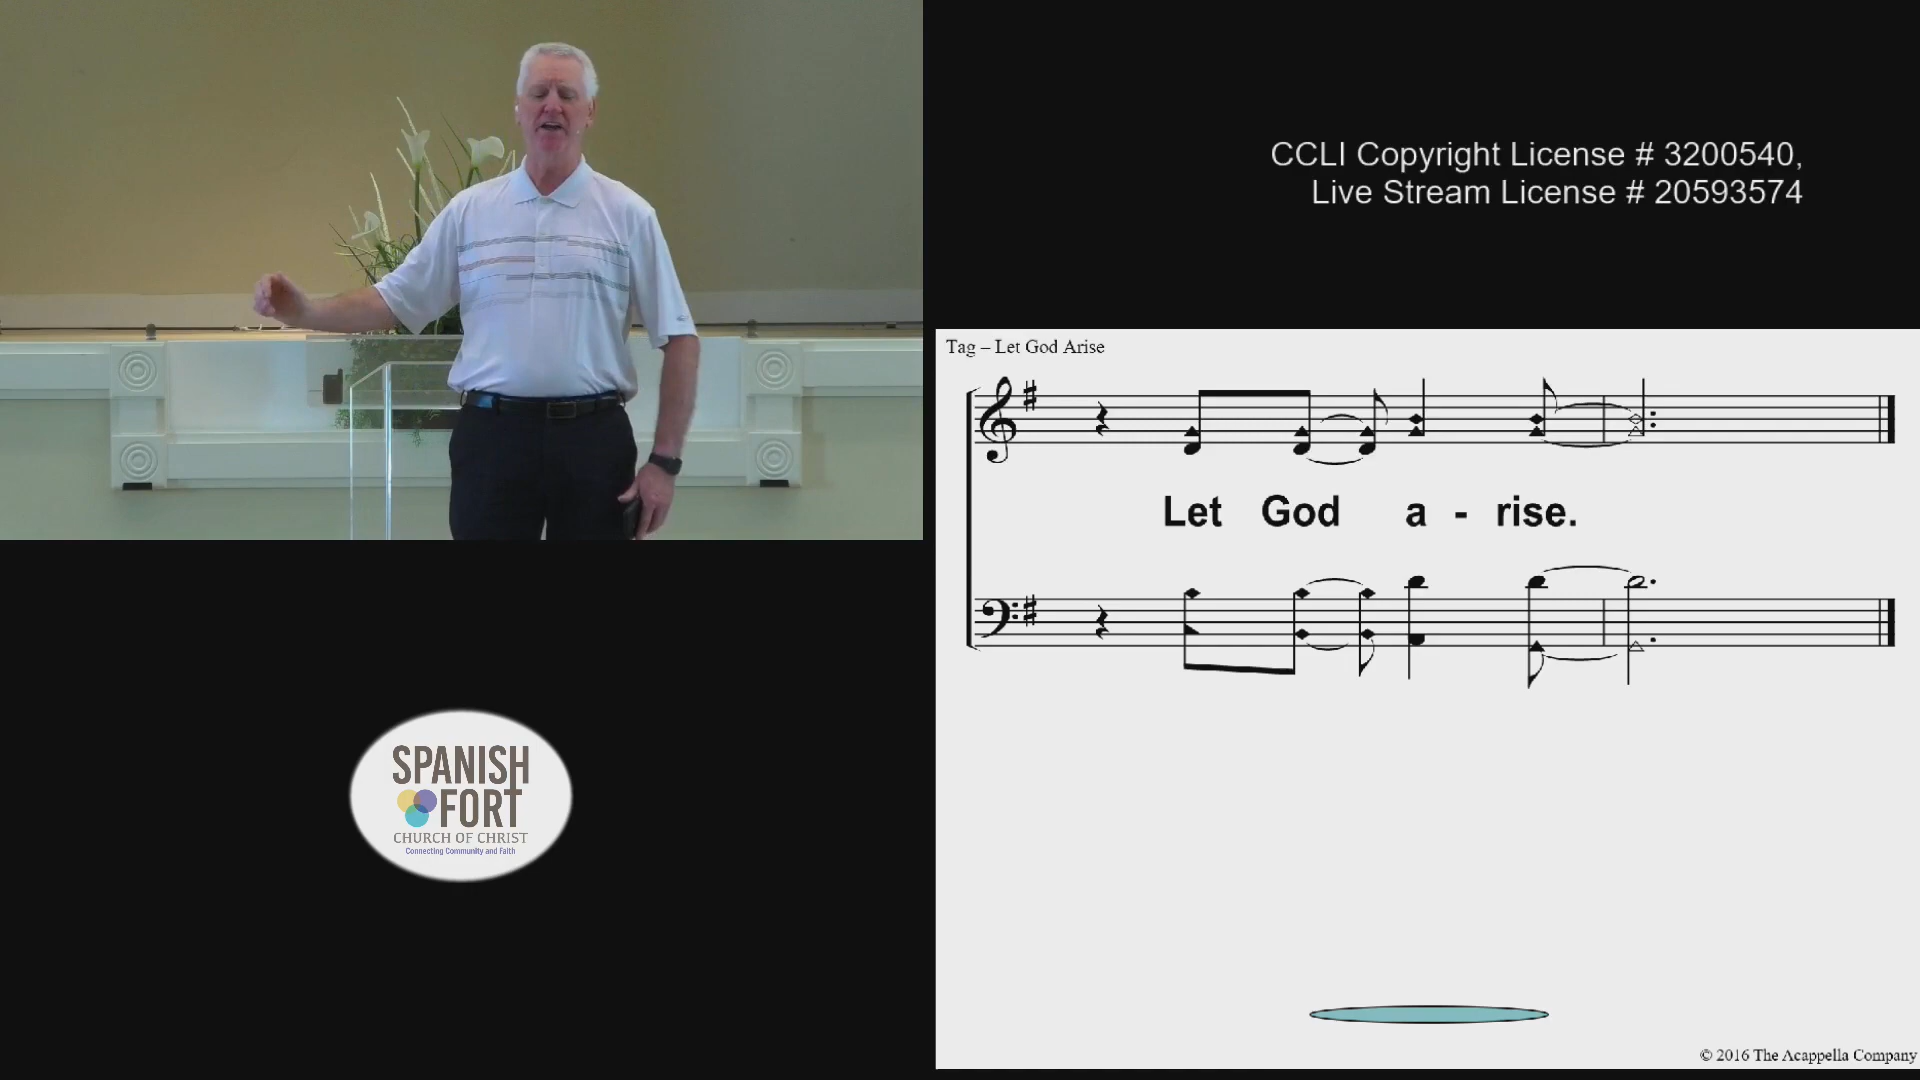 CCLI Copyright License # 3200540,
Live Stream License # 20593574
Tag – Let God Arise
Let God a - rise.
SPANISH
FORT
CHURCH OF CHRIST
Connecting Community and Faith
© 2016 The Acappella Company